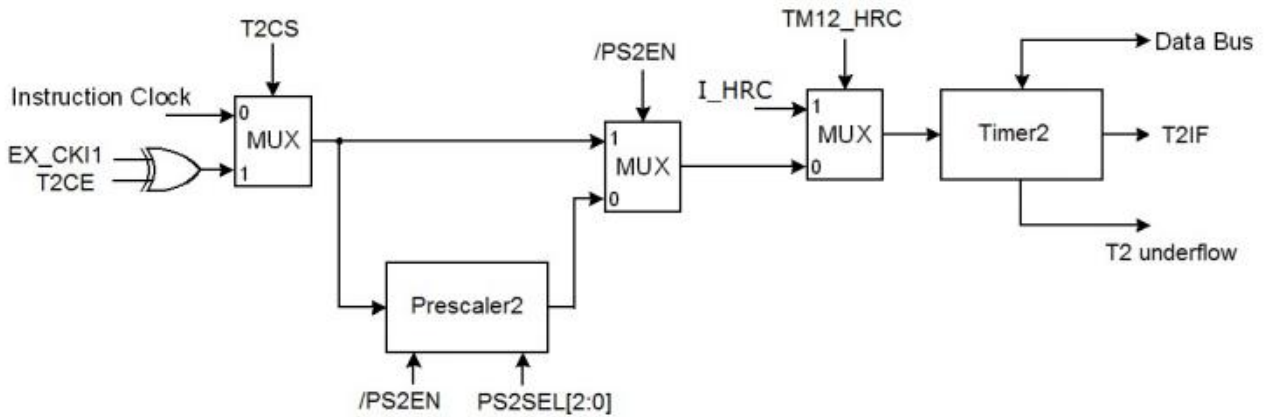 T2CS
TM12_HRC
/PS2EN
Data Bus
I_HRC
Instruction Clock
0
1
1
MUX
MUX
Timer2
T2IF
EX_CKI1
MUX
T2CE
1
0
0
T2 underflow
Prescaler2
/PS2EN
PS2SEL[2:0]